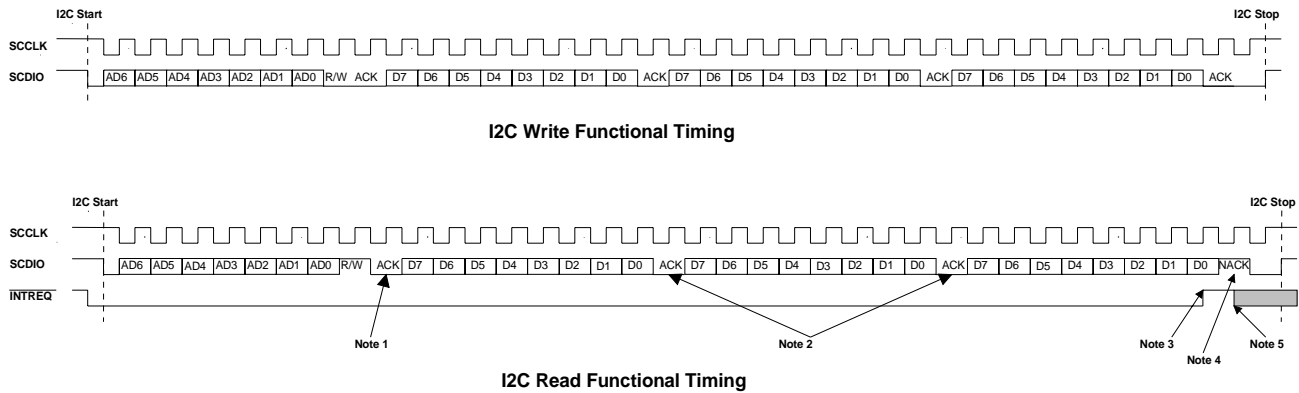 I2C Start I2C Stop
SCCLK
SCDIO AD6 AD5 AD4 AD3 AD2 AD1 AD0 R/W ACK D7 D6 D5 D4 D3 D2 D1 D0 ACK D7 D6 D5 D4 D3 D2 D1 D0 ACK D7 D6 D5 D4 D3 D2 D1 D0 ACK
I2C Write Functional Timing
I2C Start I2C Stop
SCCLK
SCDIO AD6 AD5 AD4 AD3 AD2 AD1 AD0 R/W ACK D7 D6 D5 D4 D3 D2 D1 D0 ACK D7 D6 D5 D4 D3 D2 D1 D0 ACK D7 D6 D5 D4 D3 D2 D1 D0 NACK
INTREQ
Note 1 Note 2 Note 3 Note 5
Note 4
I2C Read Functional Timing